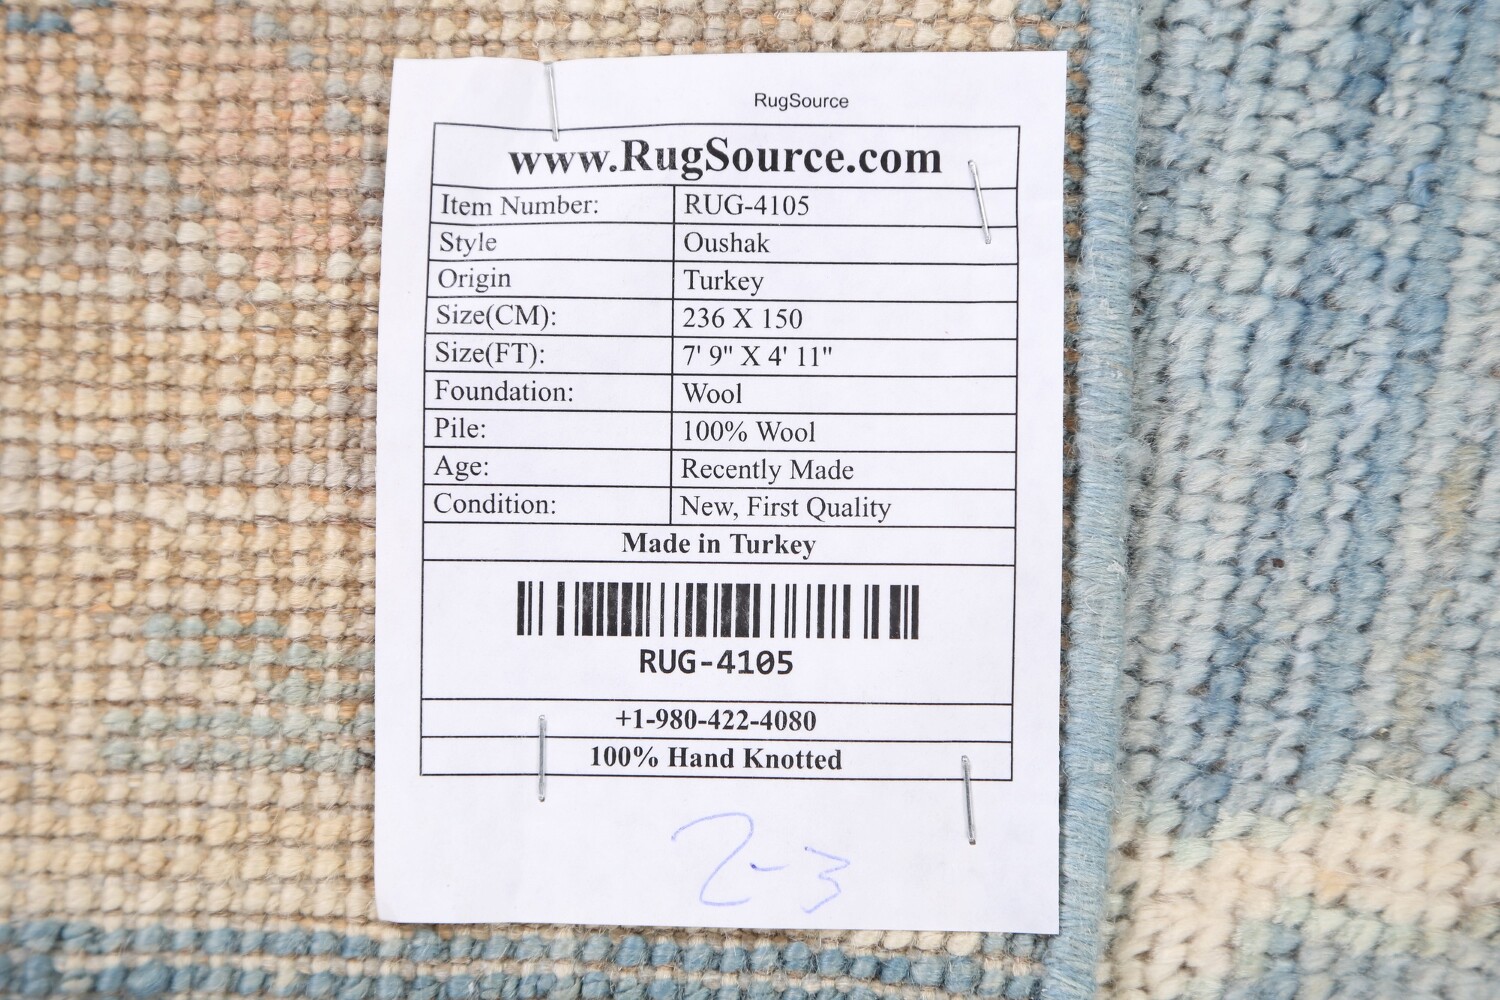 RugSource
www.RugSource.com
Item Number: RUG-4105
Style Oushak
Origin Turkey
Size(CM): 236 X 150
Size(FT): 7' 9" X 4' 11"
Foundation: Wool
Pile: 100% Wool
Age: Recently Made
Condition: New, First Quality
Made in Turkey
RUG-4105
+1-980-422-4080
100% Hand Knotted
2-3